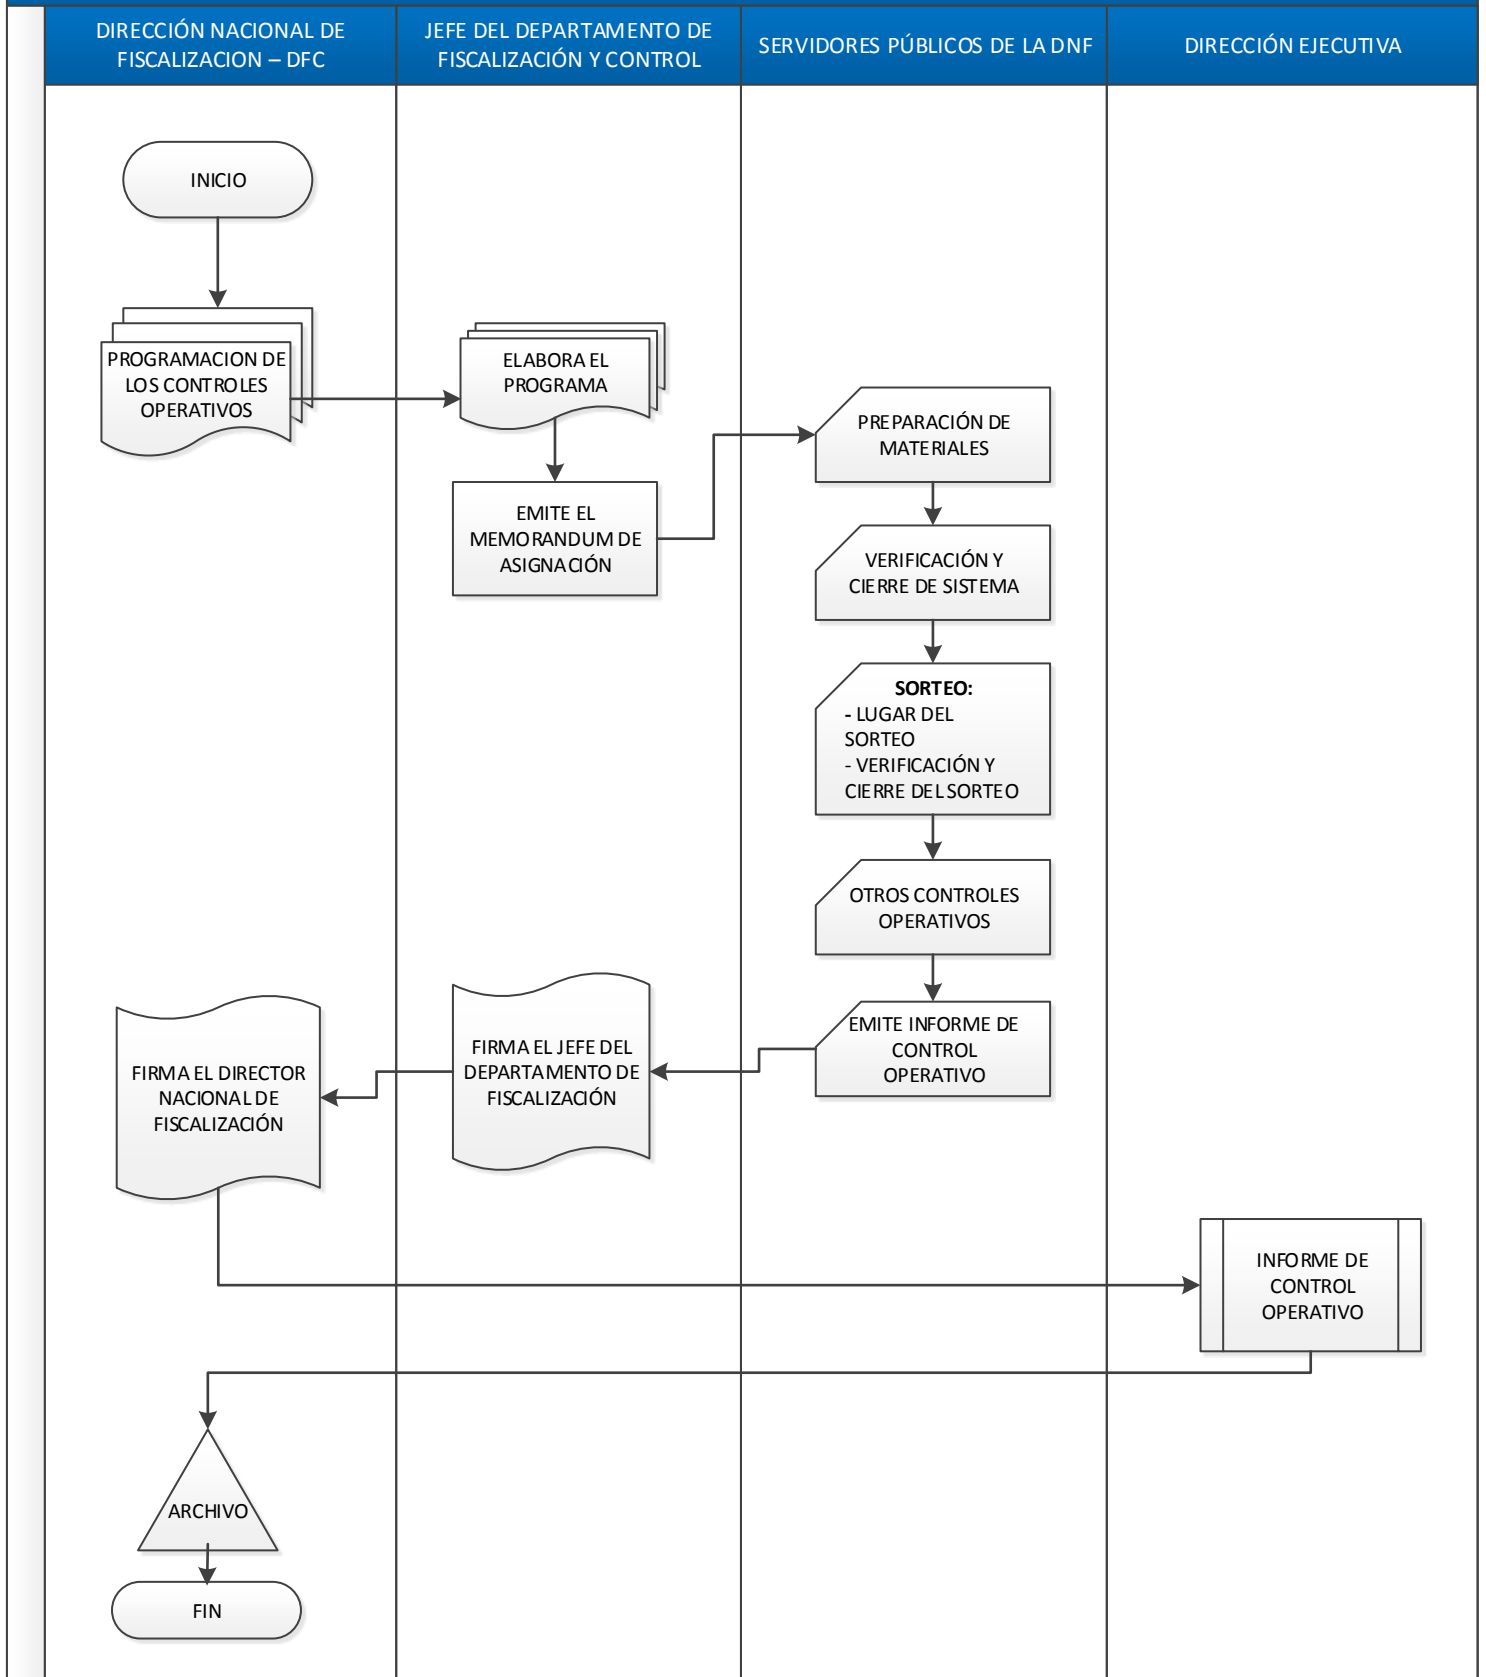 DIRECCIÓN NACIONAL DE
FISCALIZACION – DFC
JEFE DEL DEPARTAMENTO DE
FISCALIZACIÓN Y CONTROL
SERVIDORES PÚBLICOS DE LA DNF
DIRECCIÓN EJECUTIVA
INICIO
PROGRAMACION DE
LOS CONTROLES
OPERATIVOS
ELABORA EL
PROGRAMA
EMITE EL
MEMORANDUM DE
ASIGNACIÓN
PREPARACIÓN DE
MATERIALES
VERIFICACIÓN Y
CIERRE DE SISTEMA
SORTEO:
- LUGAR DEL
SORTEO
- VERIFICACIÓN Y
CIERRE DEL SORTEO
OTROS CONTROLES
OPERATIVOS
EMITE INFORME DE
CONTROL
OPERATIVO
FIRMA EL JEFE DEL
DEPARTAMENTO DE
FISCALIZACIÓN
FIRMA EL DIRECTOR
NACIONAL DE
FISCALIZACIÓN
INFORME DE
CONTROL
OPERATIVO
ARCHIVO
FIN